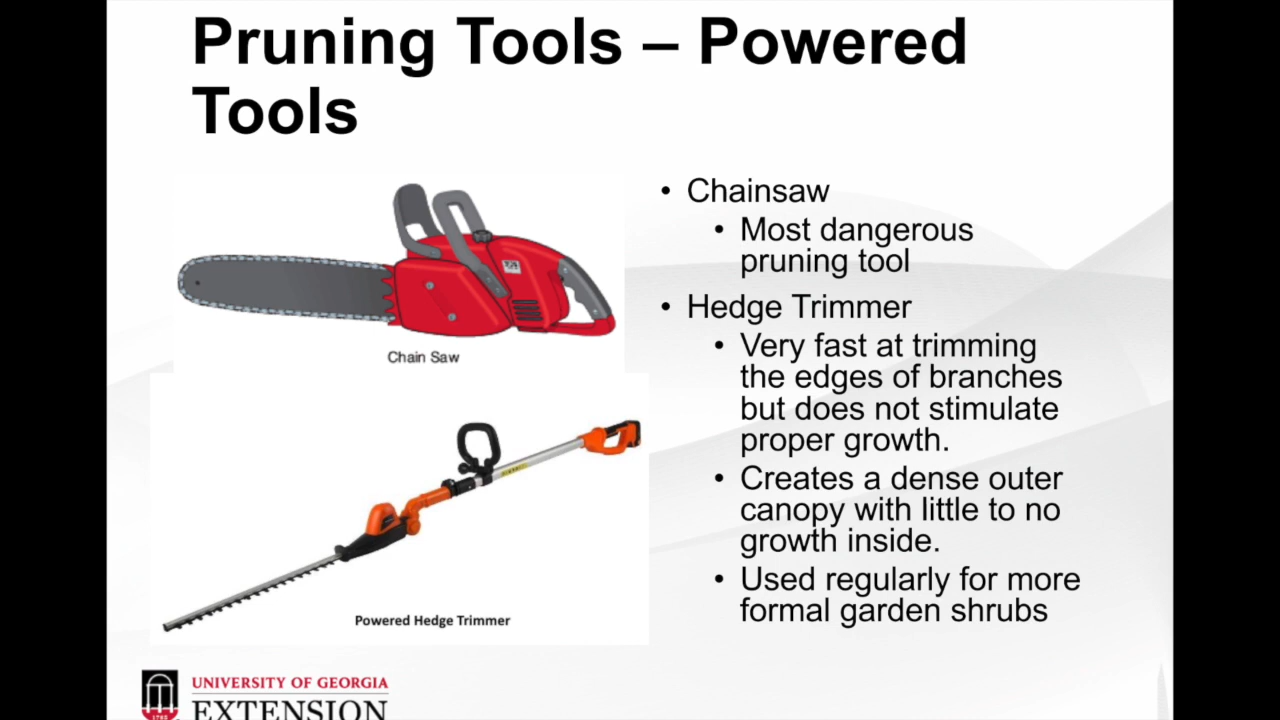 Pruning Tools – Powered
Tools
Chain Saw
Powered Hedge Trimmer
• Chainsaw
• Most dangerous
pruning tool
• Hedge Trimmer
• Very fast at trimming
the edges of branches
but does not stimulate
proper growth.
• Creates a dense outer
canopy with little to no
growth inside.
• Used regularly for more
formal garden shrubs
UNIVERSITY OF GEORGIA
EXTENSION